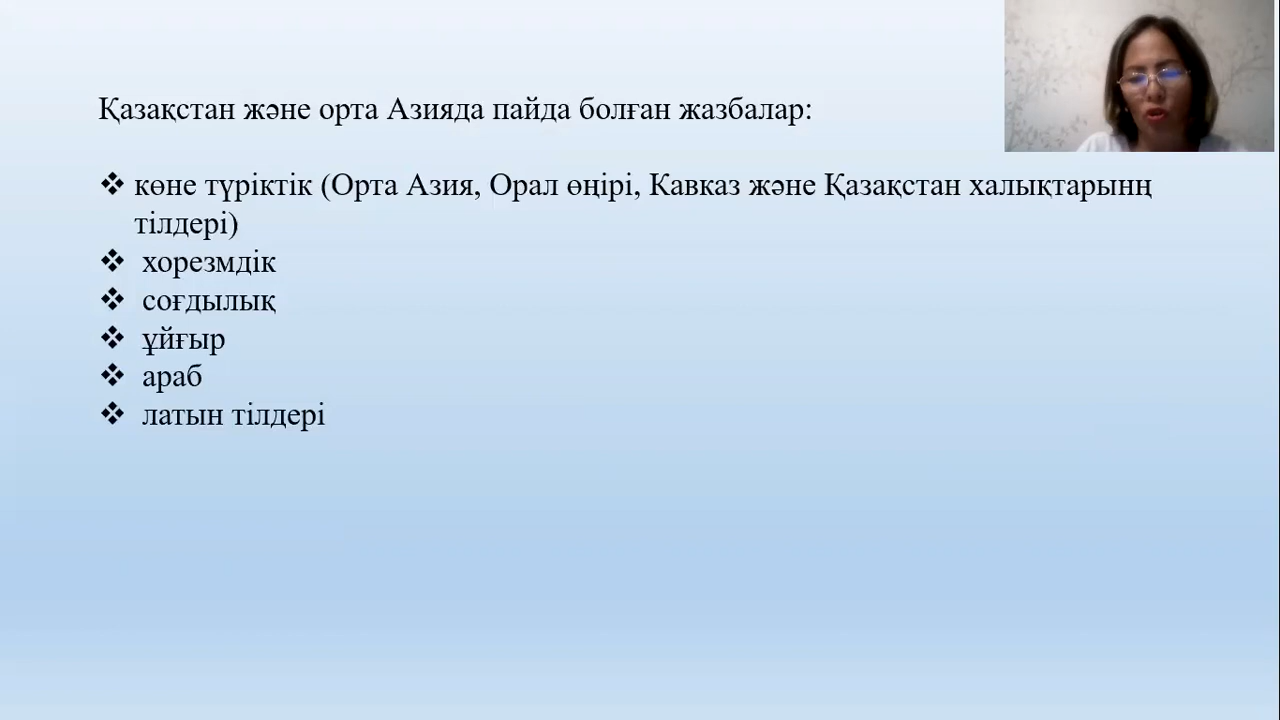 Қазақстан және орта Азияда пайда болған жазбалар:
❖ көне түріктік (Орта Азия, Орал өңірі, Кавказ және Қазақстан халықтарынң
тілдері)
❖ хорезмдік
❖ соғдылық
❖ ұйғыр
❖ араб
❖ латын тілдері